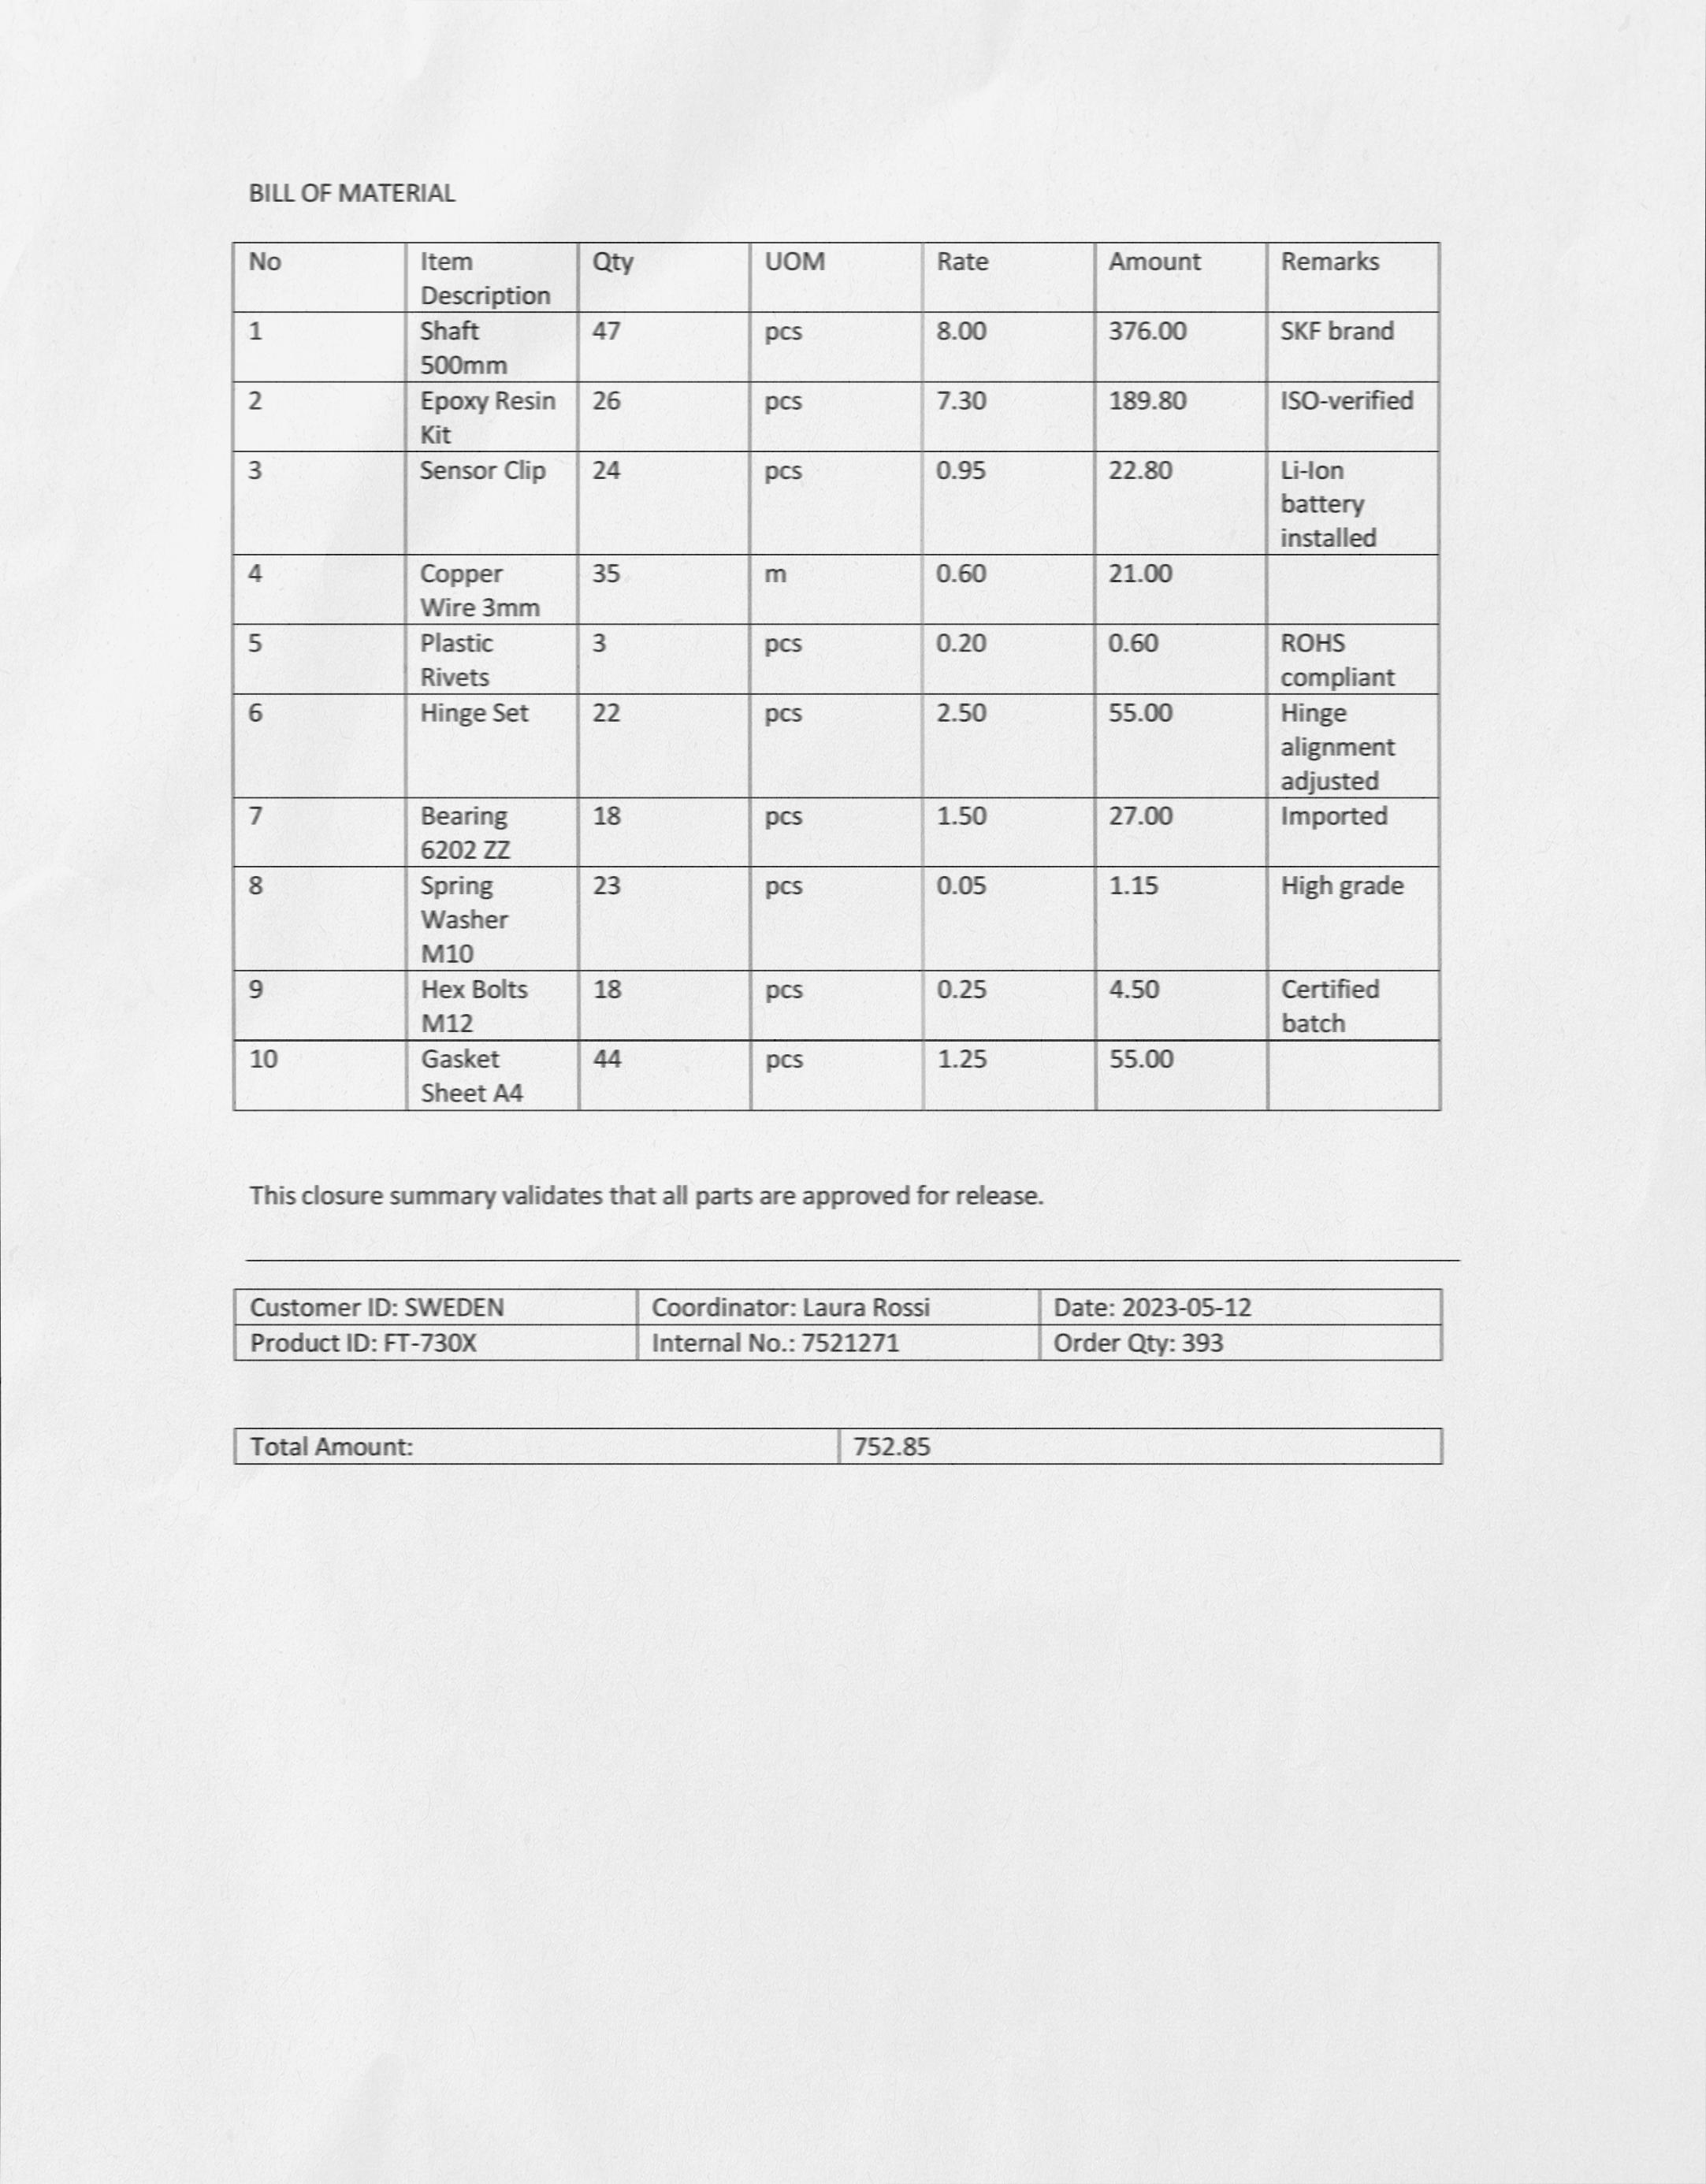 BILL OF MATERIAL
No Item Description Qty UOM Rate Amount Remarks
1 Shaft 500mm 47 pcs 8.00 376.00 SKF brand
2 Epoxy Resin Kit 26 pcs 7.30 189.80 ISO-verified
3 Sensor Clip 24 pcs 0.95 22.80 Li-Ion battery installed
4 Copper Wire 3mm 35 m 0.60 21.00
5 Plastic Rivets 3 pcs 0.20 0.60 ROHS compliant
6 Hinge Set 22 pcs 2.50 55.00 Hinge alignment adjusted
7 Bearing 6202 ZZ 18 pcs 1.50 27.00 Imported
8 Spring Washer M10 23 pcs 0.05 1.15 High grade
9 Hex Bolts M12 18 pcs 0.25 4.50 Certified batch
10 Gasket Sheet A4 44 pcs 1.25 55.00
This closure summary validates that all parts are approved for release.
Customer ID: SWEDEN Coordinator: Laura Rossi Date: 2023-05-12
Product ID: FT-730X Internal No.: 7521271 Order Qty: 393
Total Amount: 752.85